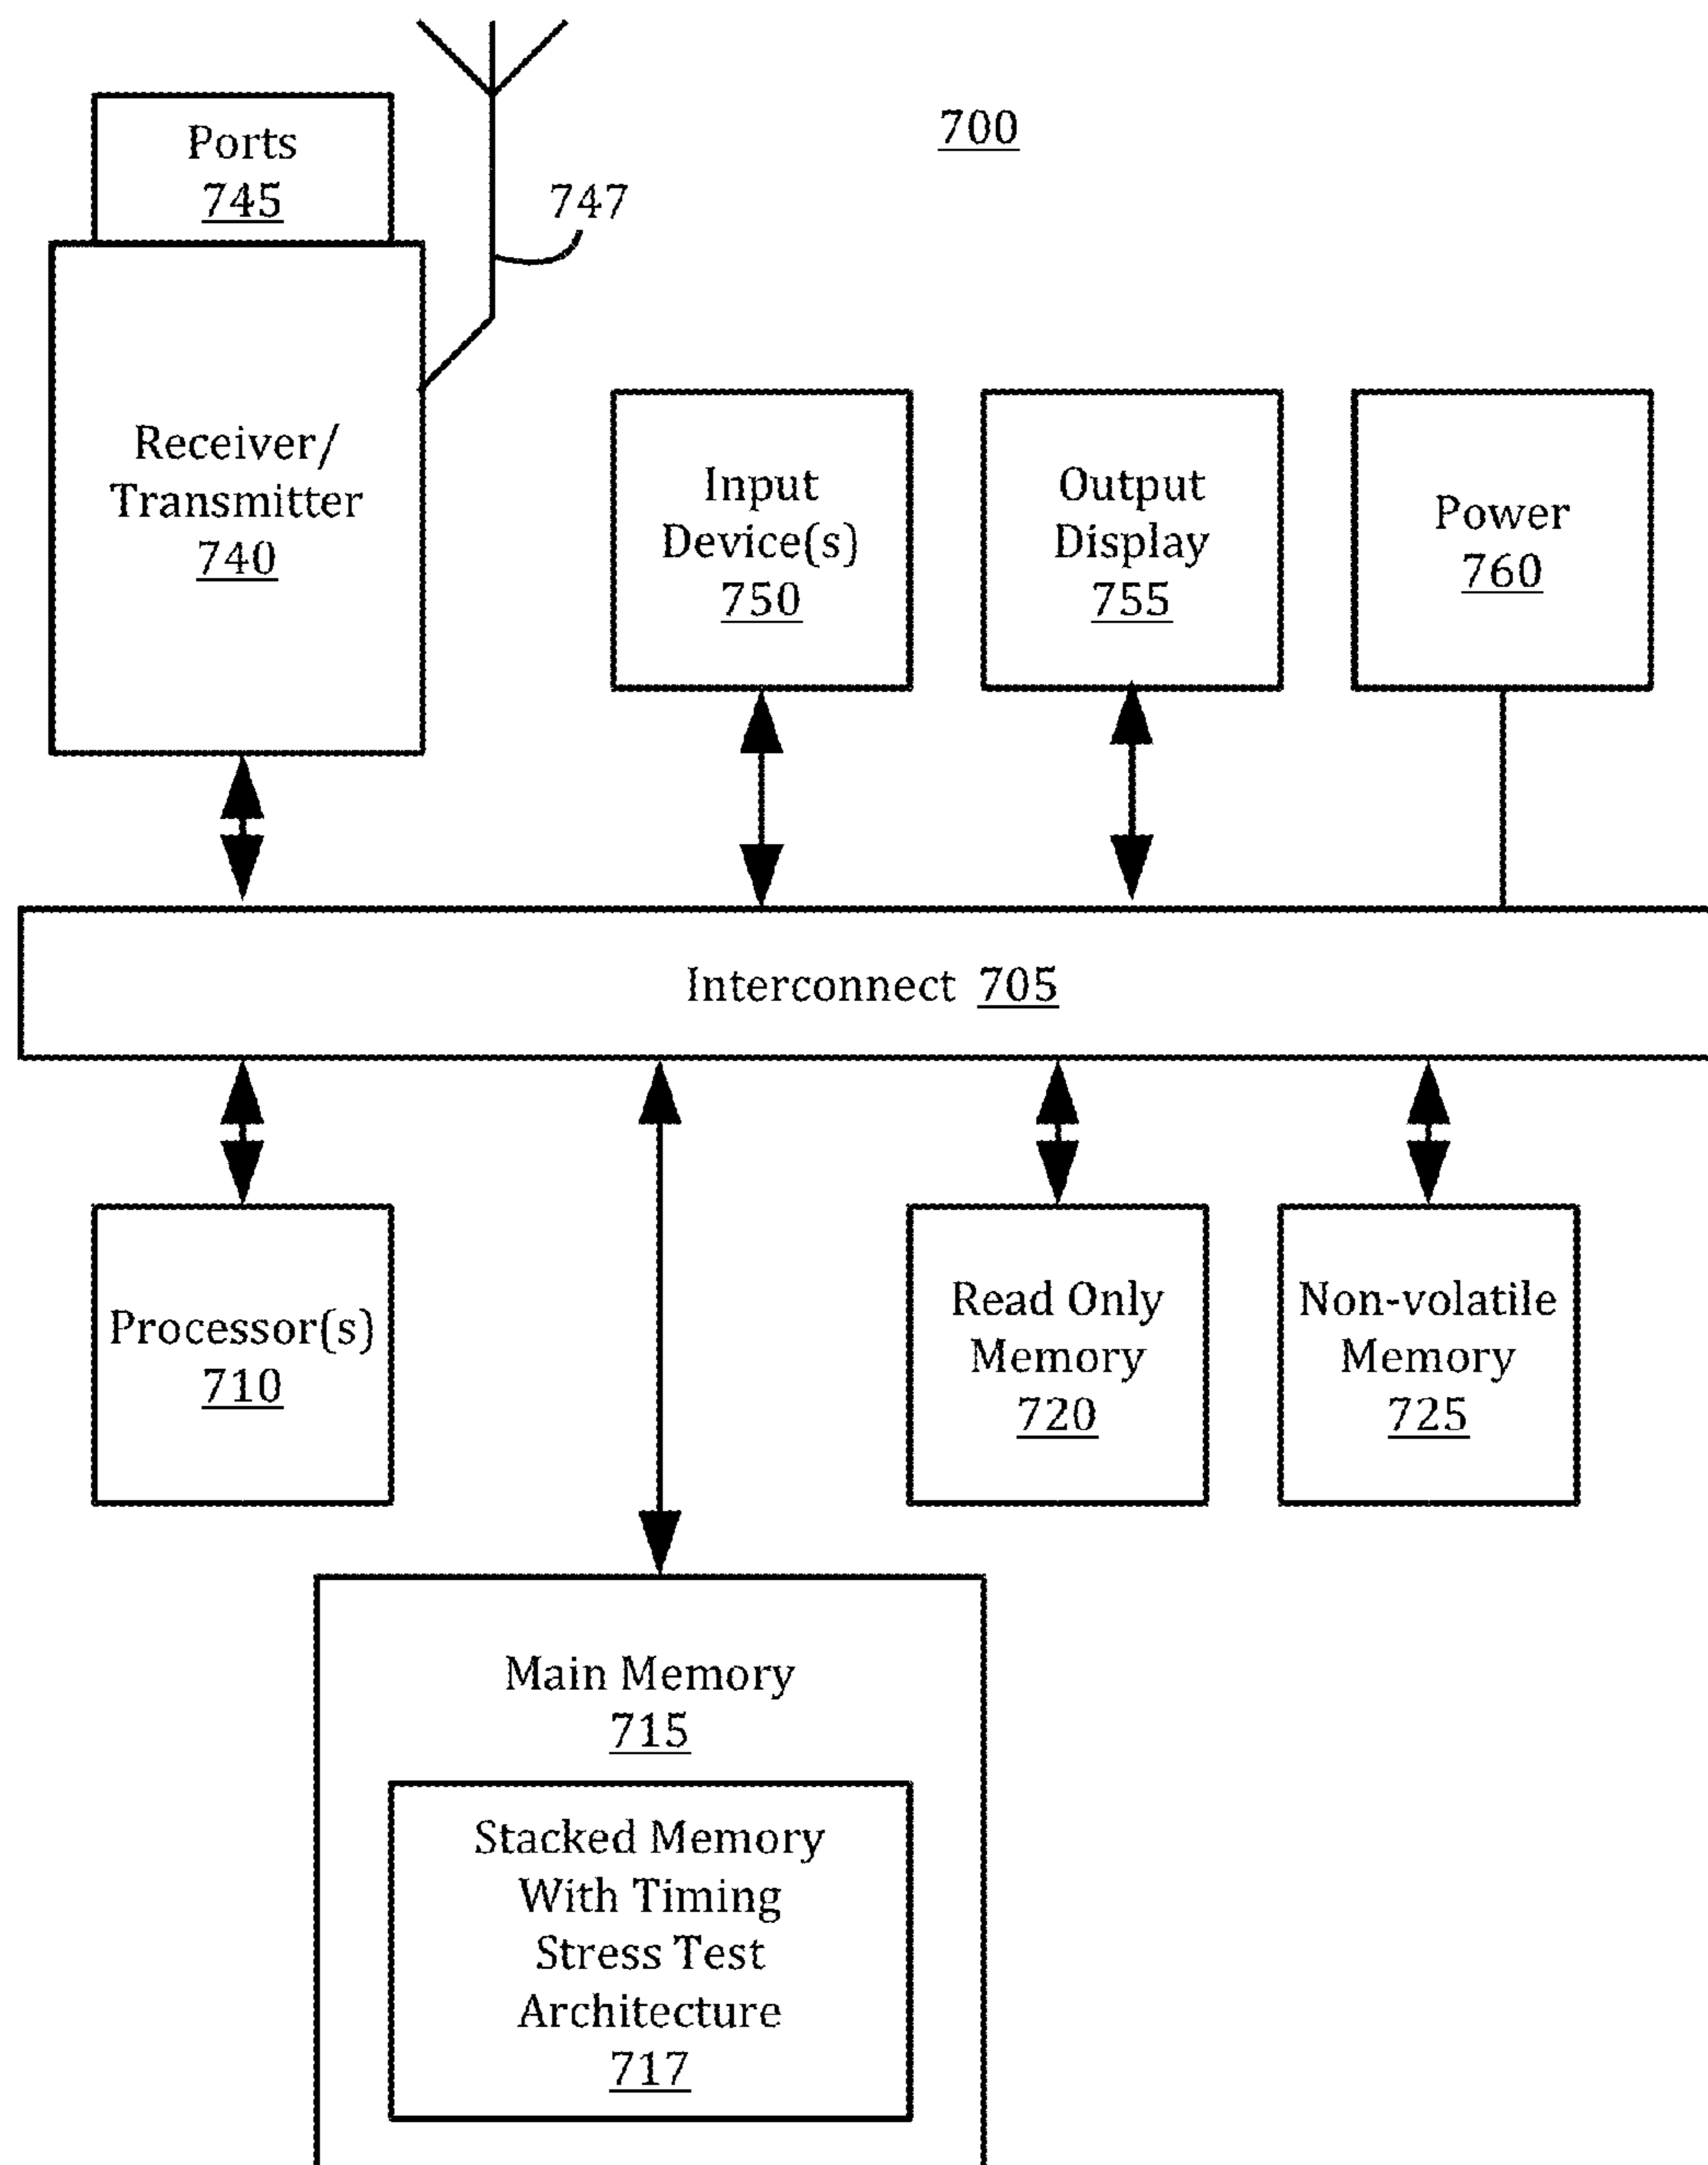 700
Ports
745
747
Receiver/
Transmitter
740
Input
Device(s)
750
Output
Display
755
Power
760
Interconnect 705
Processor(s)
710
Read Only
Memory
720
Non-volatile
Memory
725
Main Memory
715
Stacked Memory
With Timing
Stress Test
Architecture
717